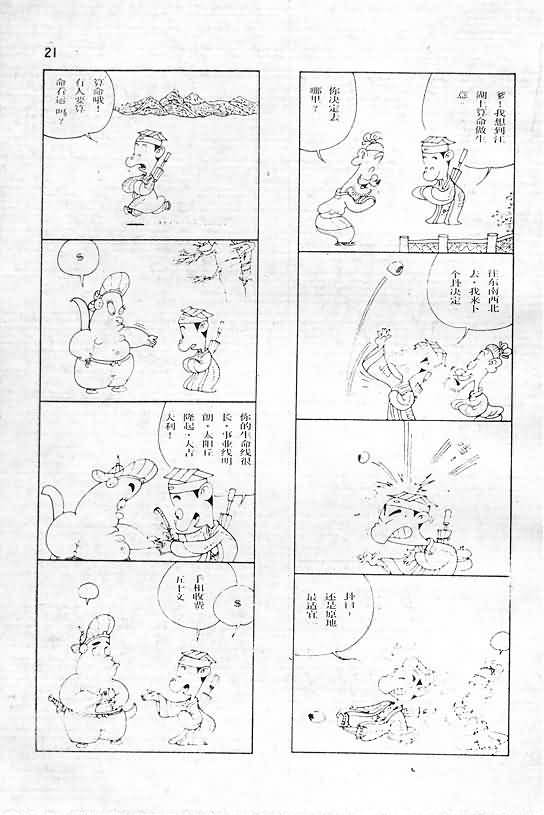 21
爹！我想到江
湖上算命做生
意…
你决定去
哪里？
往东南西北
去，我来卜
个卦决定
卦曰：
还是原地
最适宜…
算命哦！
有人要算
命看运吗？
$
你的生命线很
长，事业线明
朗，太阳丘
隆起，大吉
大利！
手相收费
五十文
$